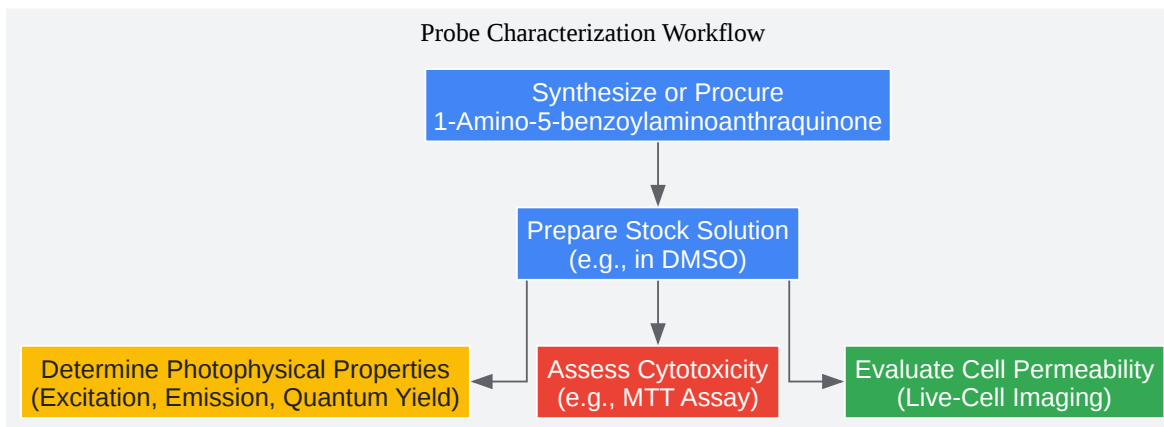 Probe Characterization Workflow
Synthesize or Procure
1-Amino-5-benzoylaminoanthraquinone
Prepare Stock Solution
(e.g., in DMSO)
Determine Photophysical Properties
(Excitation, Emission, Quantum Yield)
Assess Cytotoxicity
(e.g., MTT Assay)
Evaluate Cell Permeability
(Live-Cell Imaging)